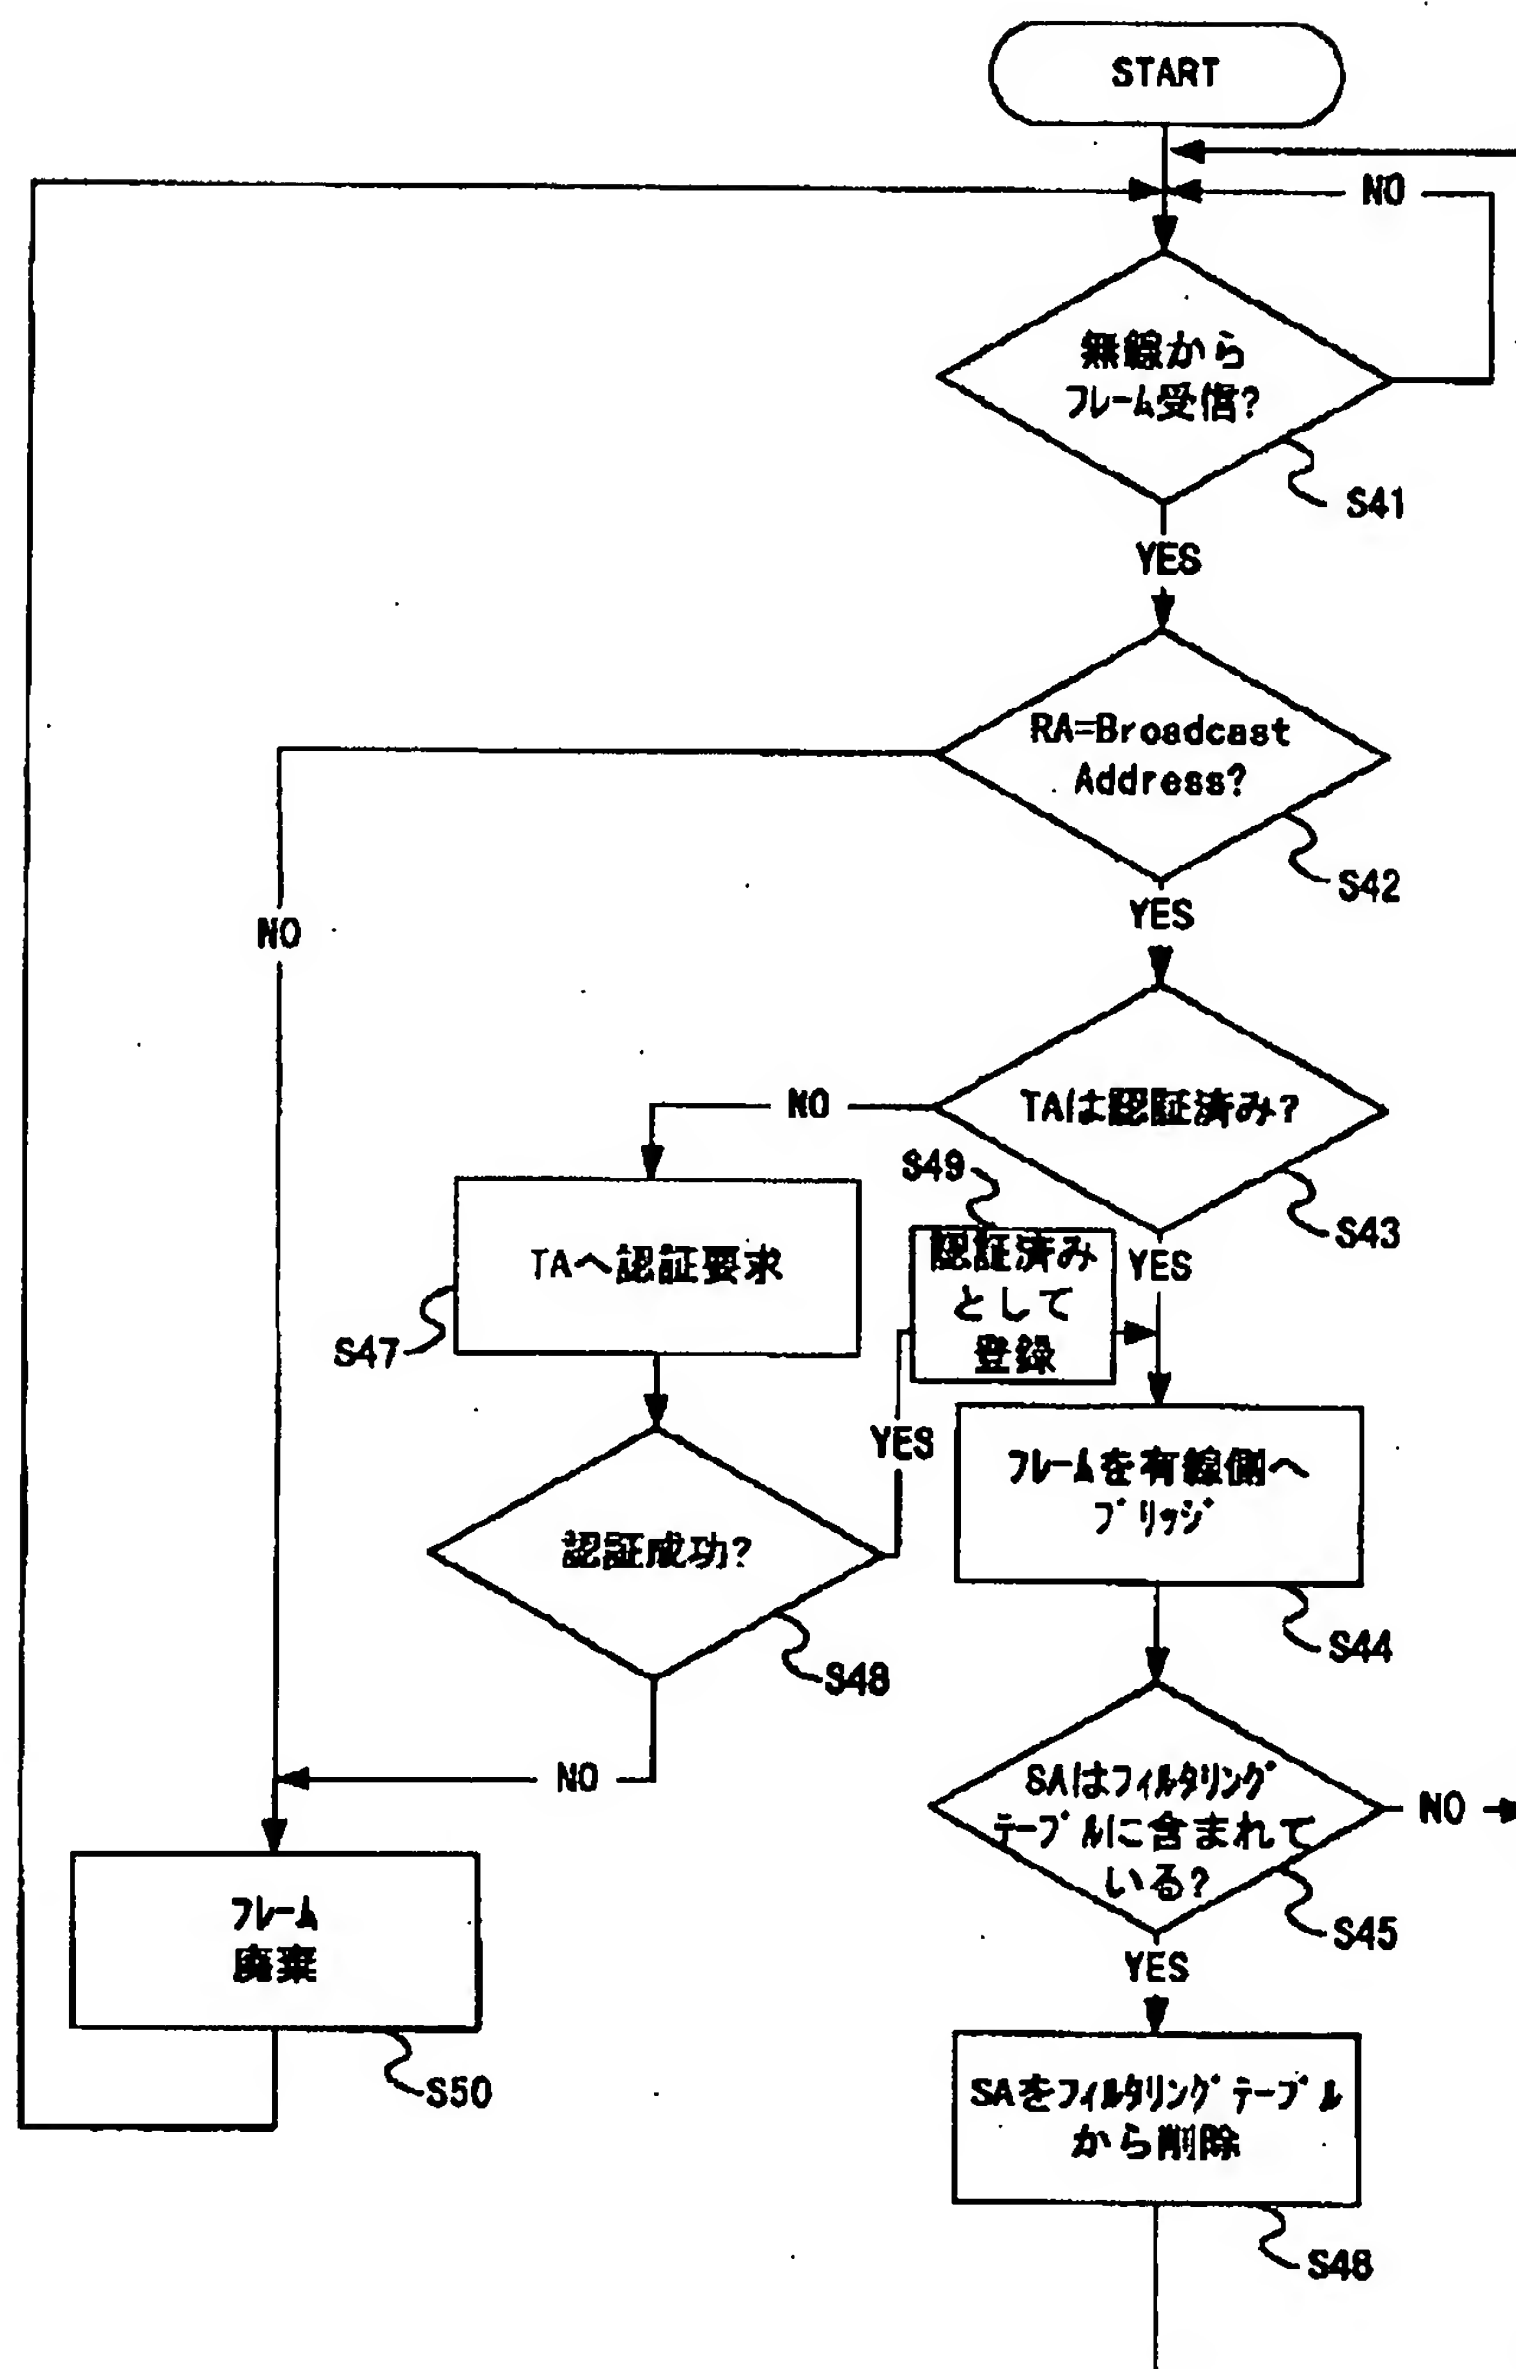 START
NO
無線から
フレーム受信?
S41
YES
RA=Broadcast
Address?
S42
NO
YES
TAは認証済み?
NO
S43
S49
認証済み
として
登録
YES
TAへ認証要求
S47
YES
フレームを有線側へ
ブリッジ
S44
認証成功?
S48
NO
SAはフィルタリング
テーブルに含まれて
いる?
NO
S45
YES
フレーム
廃棄
S50
SAをフィルタリングテーブル
から削除
S48